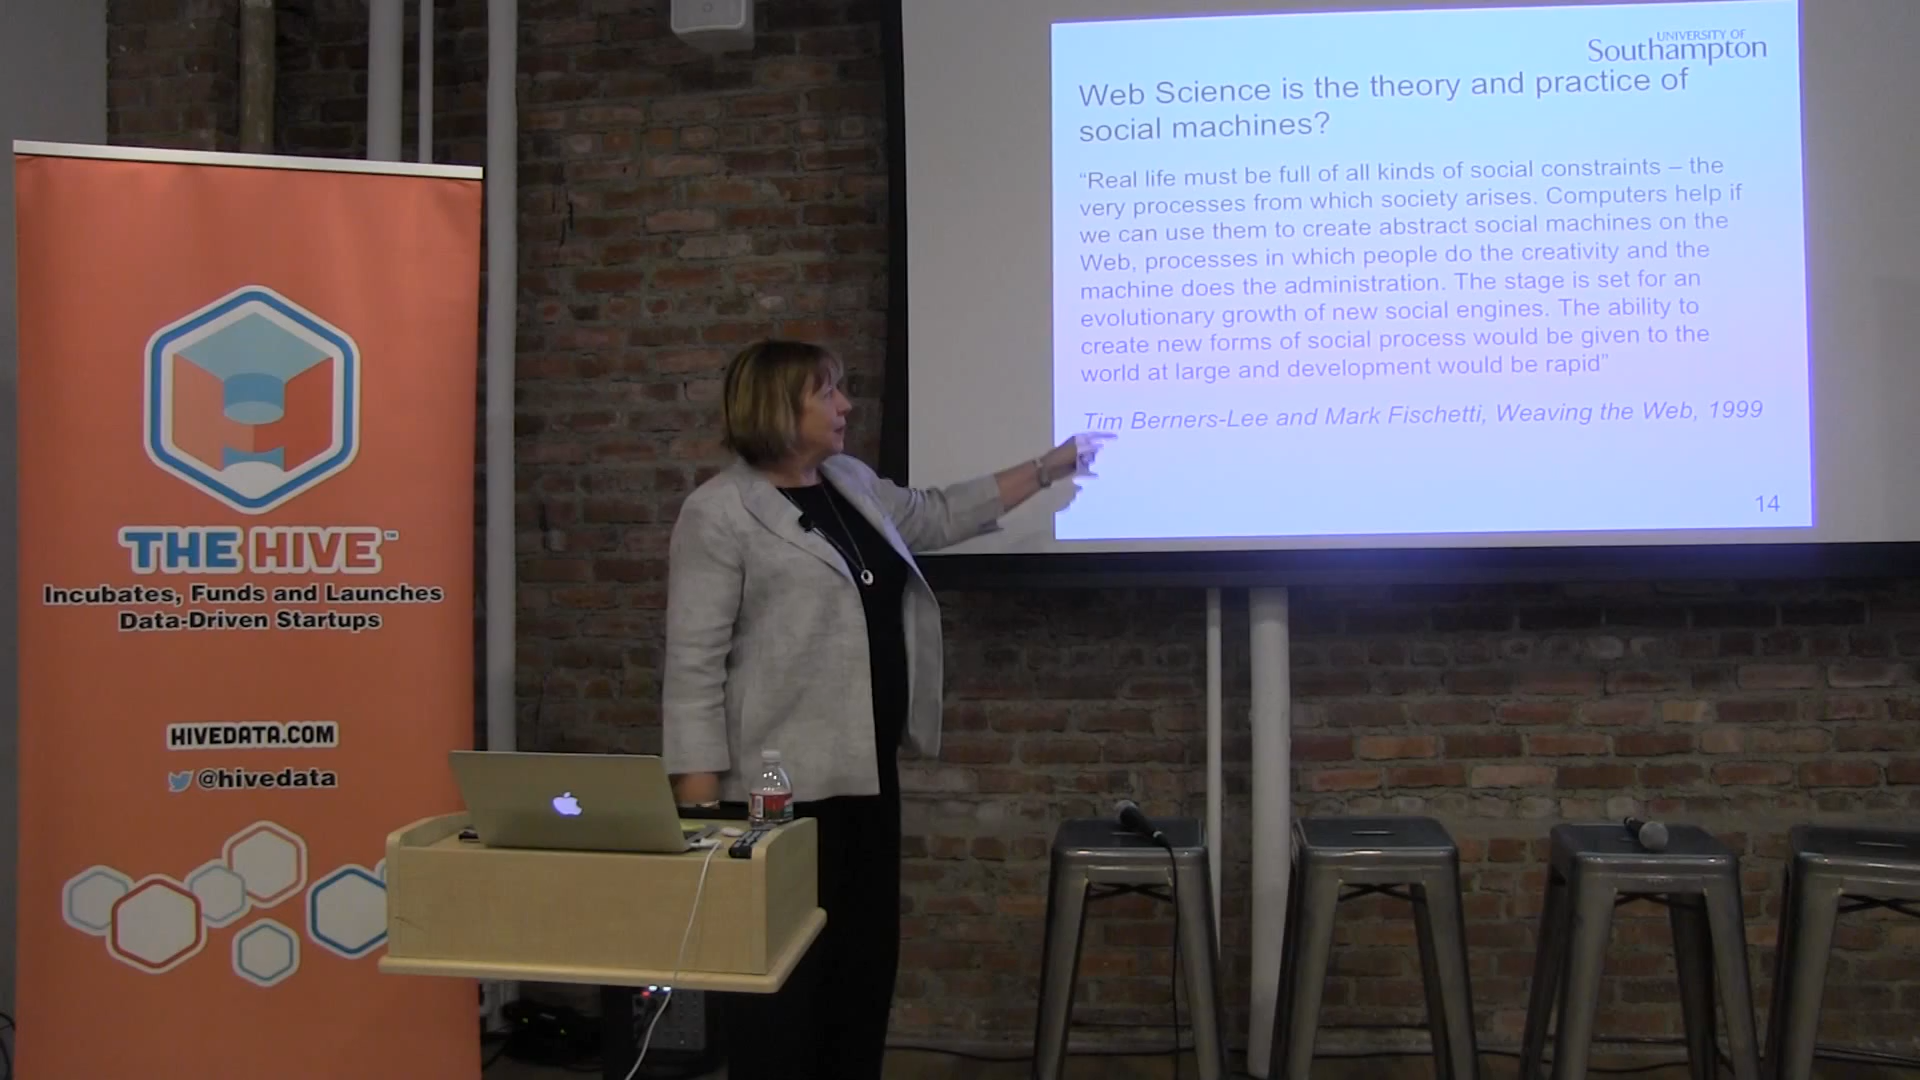 THE HIVE™
Incubates, Funds and Launches
Data-Driven Startups
HIVEDATA.COM
@hivedata
UNIVERSITY OF
Southampton
Web Science is the theory and practice of
social machines?
“Real life must be full of all kinds of social constraints – the
very processes from which society arises. Computers help if
we can use them to create abstract social machines on the
Web, processes in which people do the creativity and the
machine does the administration. The stage is set for an
evolutionary growth of new social engines. The ability to
create new forms of social process would be given to the
world at large and development would be rapid”
Tim Berners-Lee and Mark Fischetti, Weaving the Web, 1999
14